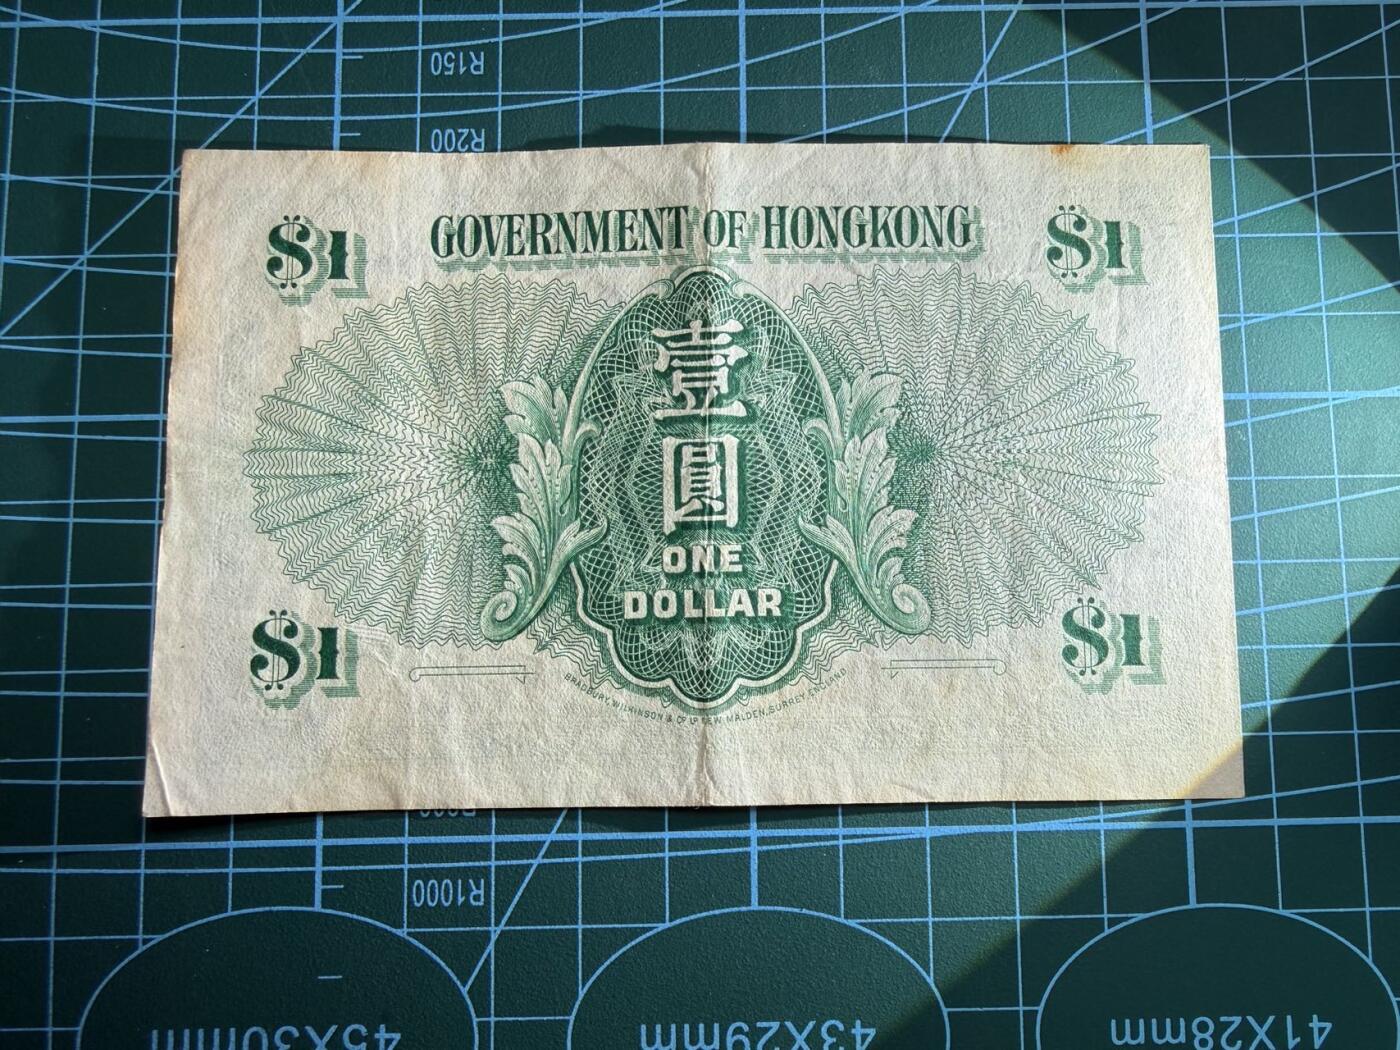 R150
R200
GOVERNMENT OF HONGKONG
$1
$1
壹
圓
ONE
DOLLAR
$1
$1
BRADBURY, WILKINSON & Co Ld NEW MALDEN, SURREY, ENGLAND
R1000
45X30mm
43X29mm
41X28mm